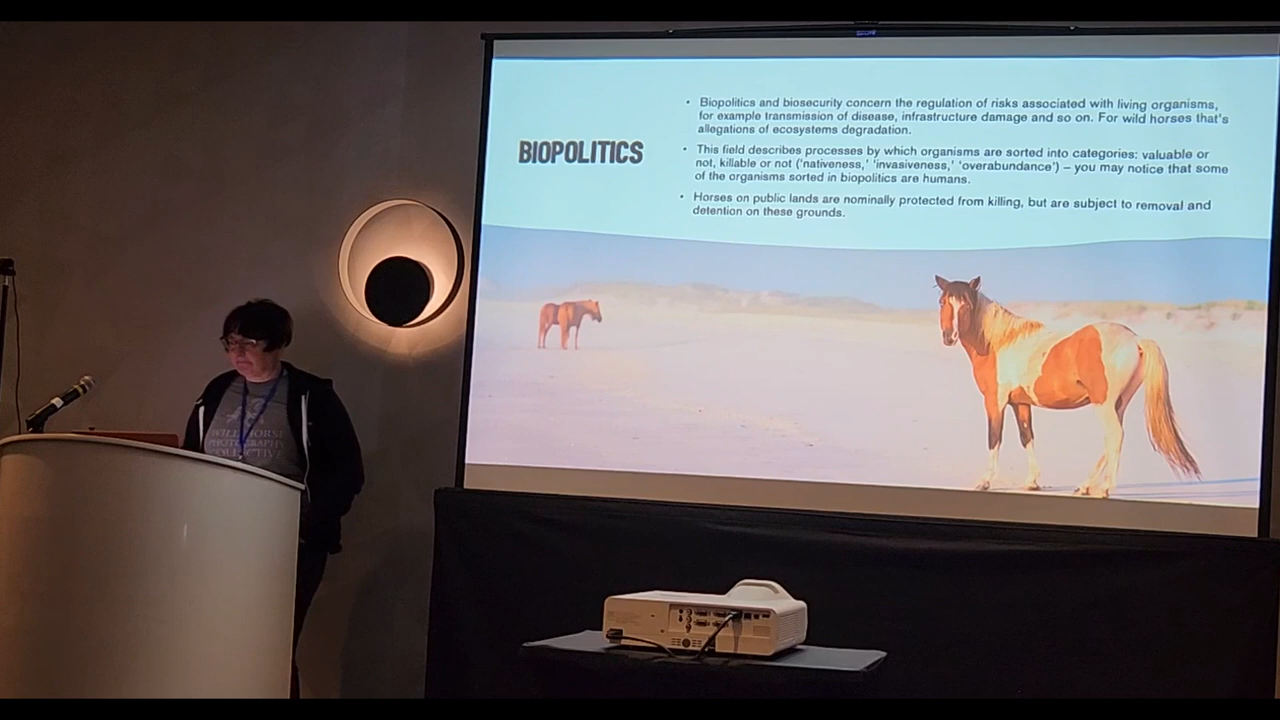 BIOPOLITICS
• Biopolitics and biosecurity concern the regulation of risks associated with living organisms,
for example transmission of disease, infrastructure damage and so on. For wild horses that's
allegations of ecosystems degradation.
• This field describes processes by which organisms are sorted into categories: valuable or
not, killable or not ('nativeness,' 'invasiveness,' 'overabundance') – you may notice that some
of the organisms sorted in biopolitics are humans.
• Horses on public lands are nominally protected from killing, but are subject to removal and
detention on these grounds.
WILD HORSE
PHOTOGRAPHY
COLLECTIVE